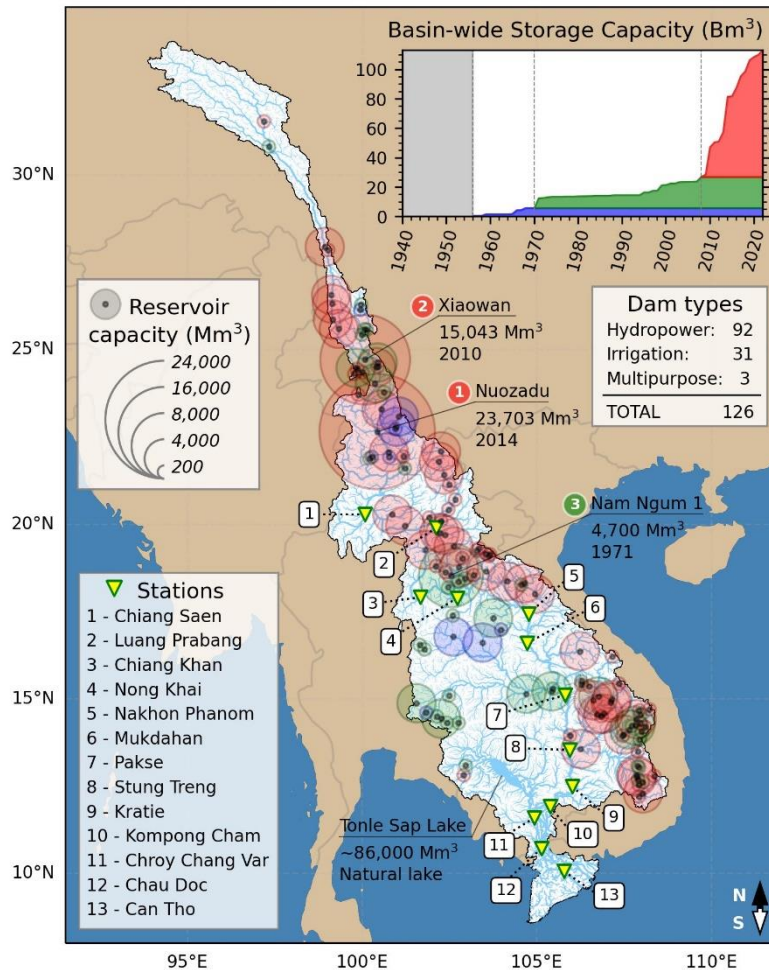 Basin-wide Storage Capacity (Bm³)
100
80
60
40
20
0
1940
1950
1960
1970
1980
1990
2000
2010
2020
30°N
25°N
20°N
15°N
10°N
Reservoir
capacity (Mm³)
24,000
16,000
8,000
4,000
200
2 Xiaowan
15,043 Mm³
2010
1 Nuozadu
23,703 Mm³
2014
Dam types
Hydropower: 92
Irrigation: 31
Multipurpose: 3
TOTAL 126
3 Nam Ngum 1
4,700 Mm³
1971
1
2
3
4
5
6
7
8
9
10
11
12
13
Stations
1 - Chiang Saen
2 - Luang Prabang
3 - Chiang Khan
4 - Nong Khai
5 - Nakhon Phanom
6 - Mukdahan
7 - Pakse
8 - Stung Treng
9 - Kratie
10 - Kompong Cham
11 - Chroy Chang Var
12 - Chau Doc
13 - Can Tho
Tonle Sap Lake
~86,000 Mm³
Natural lake
N
S
95°E
100°E
105°E
110°E